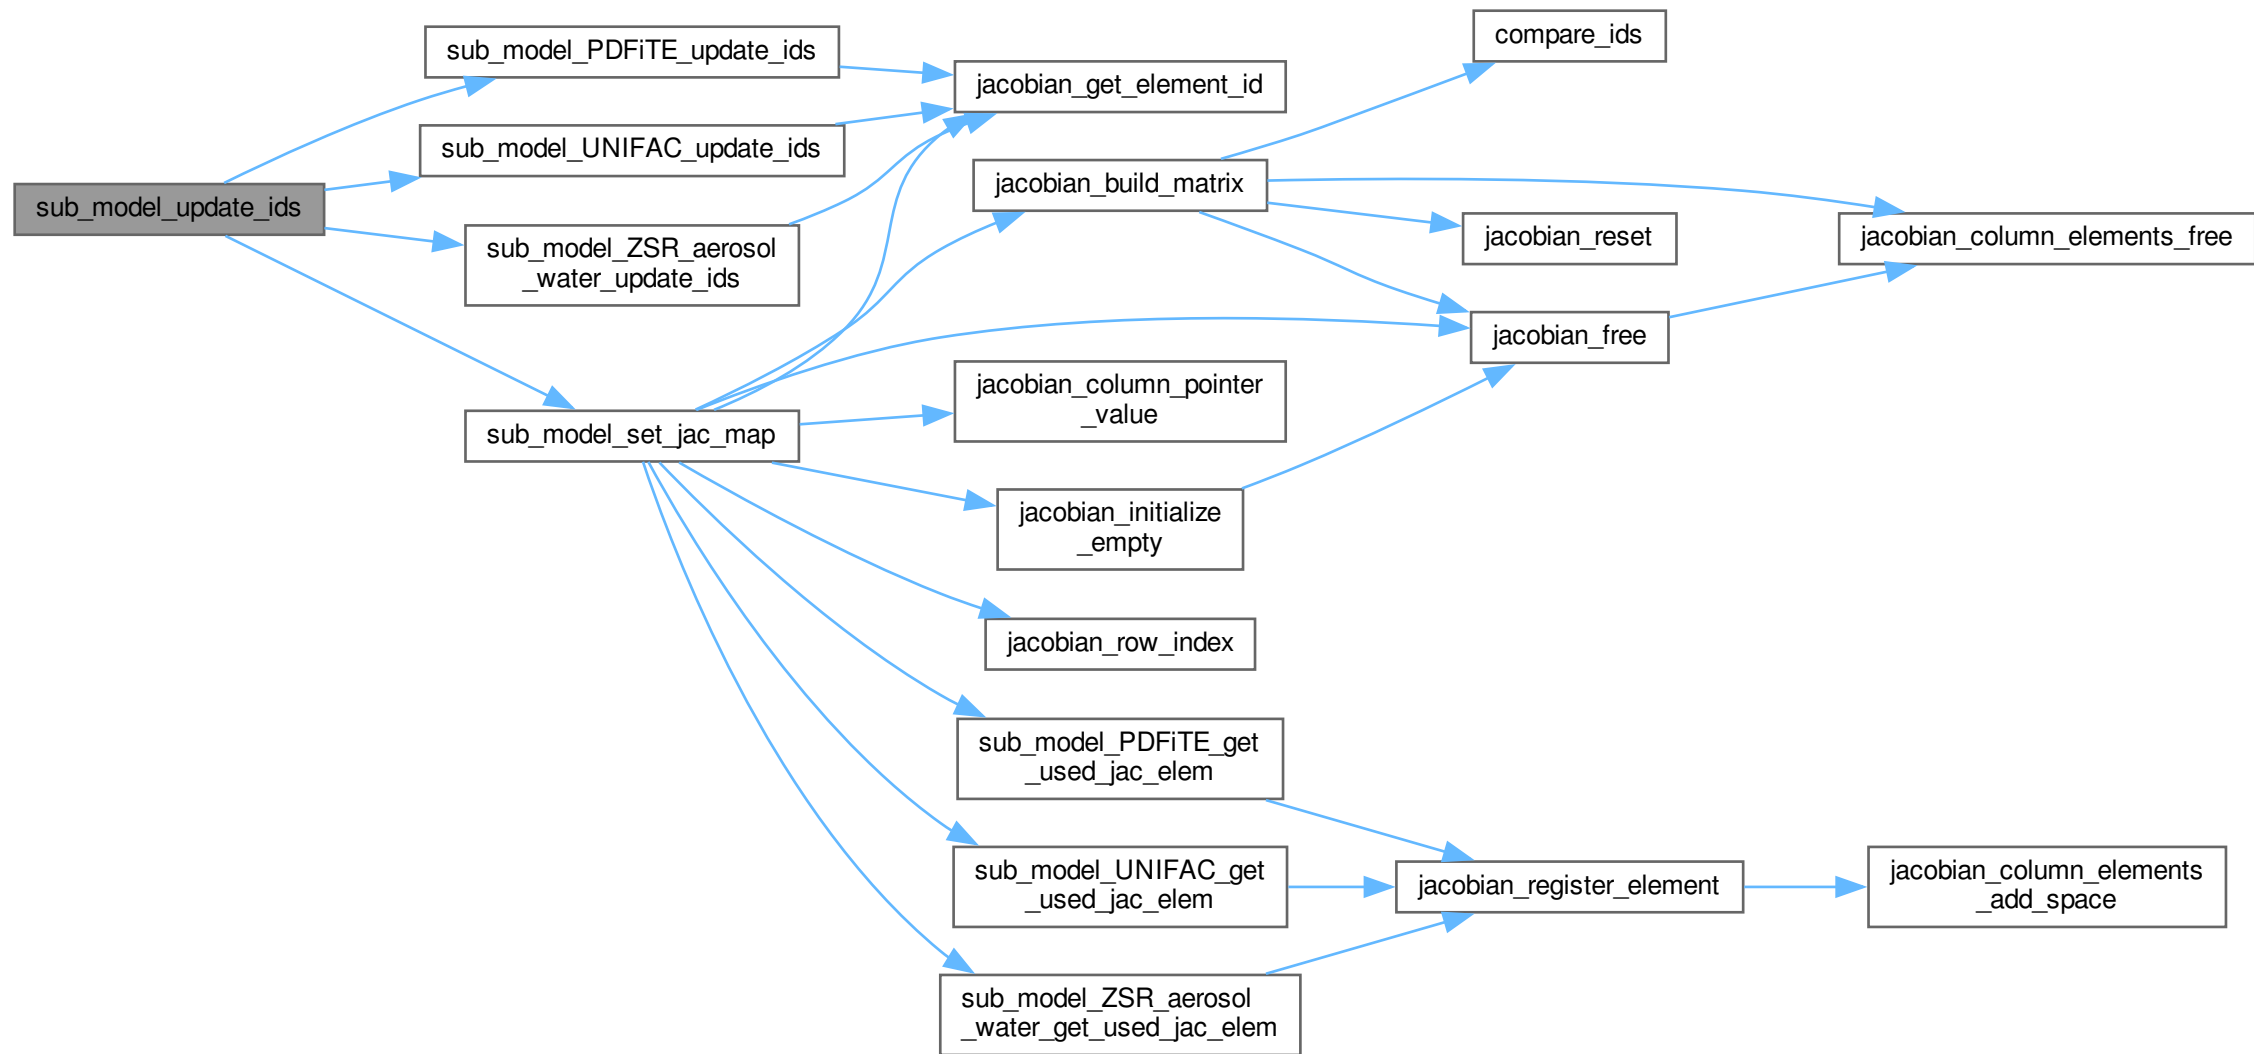 sub_model_update_ids
sub_model_PDFiTE_update_ids
sub_model_UNIFAC_update_ids
sub_model_ZSR_aerosol
_water_update_ids
sub_model_set_jac_map
jacobian_get_element_id
jacobian_build_matrix
jacobian_column_pointer
_value
jacobian_initialize
_empty
jacobian_row_index
sub_model_PDFiTE_get
_used_jac_elem
sub_model_UNIFAC_get
_used_jac_elem
sub_model_ZSR_aerosol
_water_get_used_jac_elem
compare_ids
jacobian_reset
jacobian_free
jacobian_register_element
jacobian_column_elements_free
jacobian_column_elements
_add_space